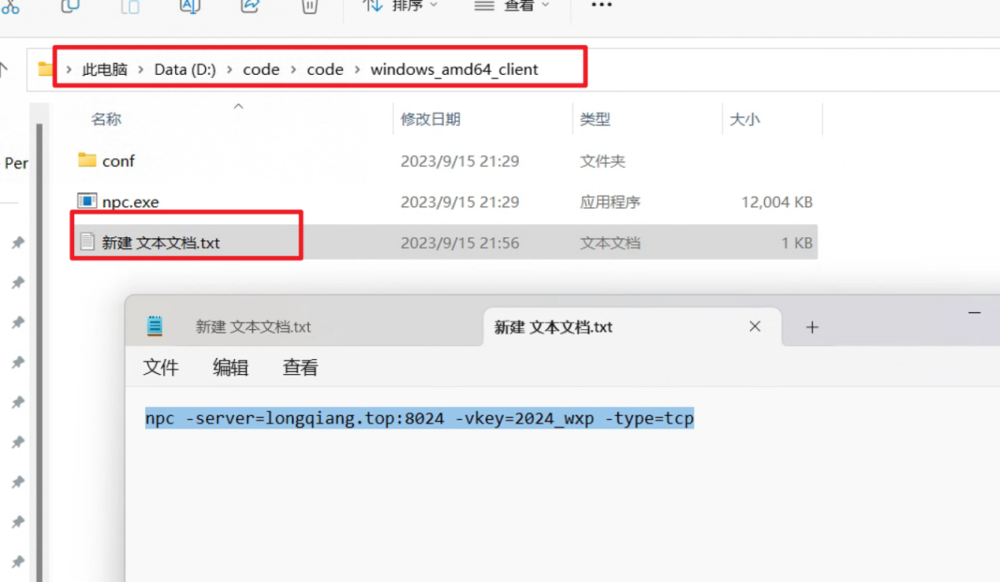 排序 查看 •••
此电脑 > Data (D:) > code > code > windows_amd64_client
名称 修改日期 类型 大小
Per
conf 2023/9/15 21:29 文件夹
npc.exe 2023/9/15 21:29 应用程序 12,004 KB
新建 文本文档.txt 2023/9/15 21:56 文本文档 1 KB
新建 文本文档.txt 新建 文本文档.txt
文件 编辑 查看
npc -server=longqiang.top:8024 -vkey=2024_wxp -type=tcp